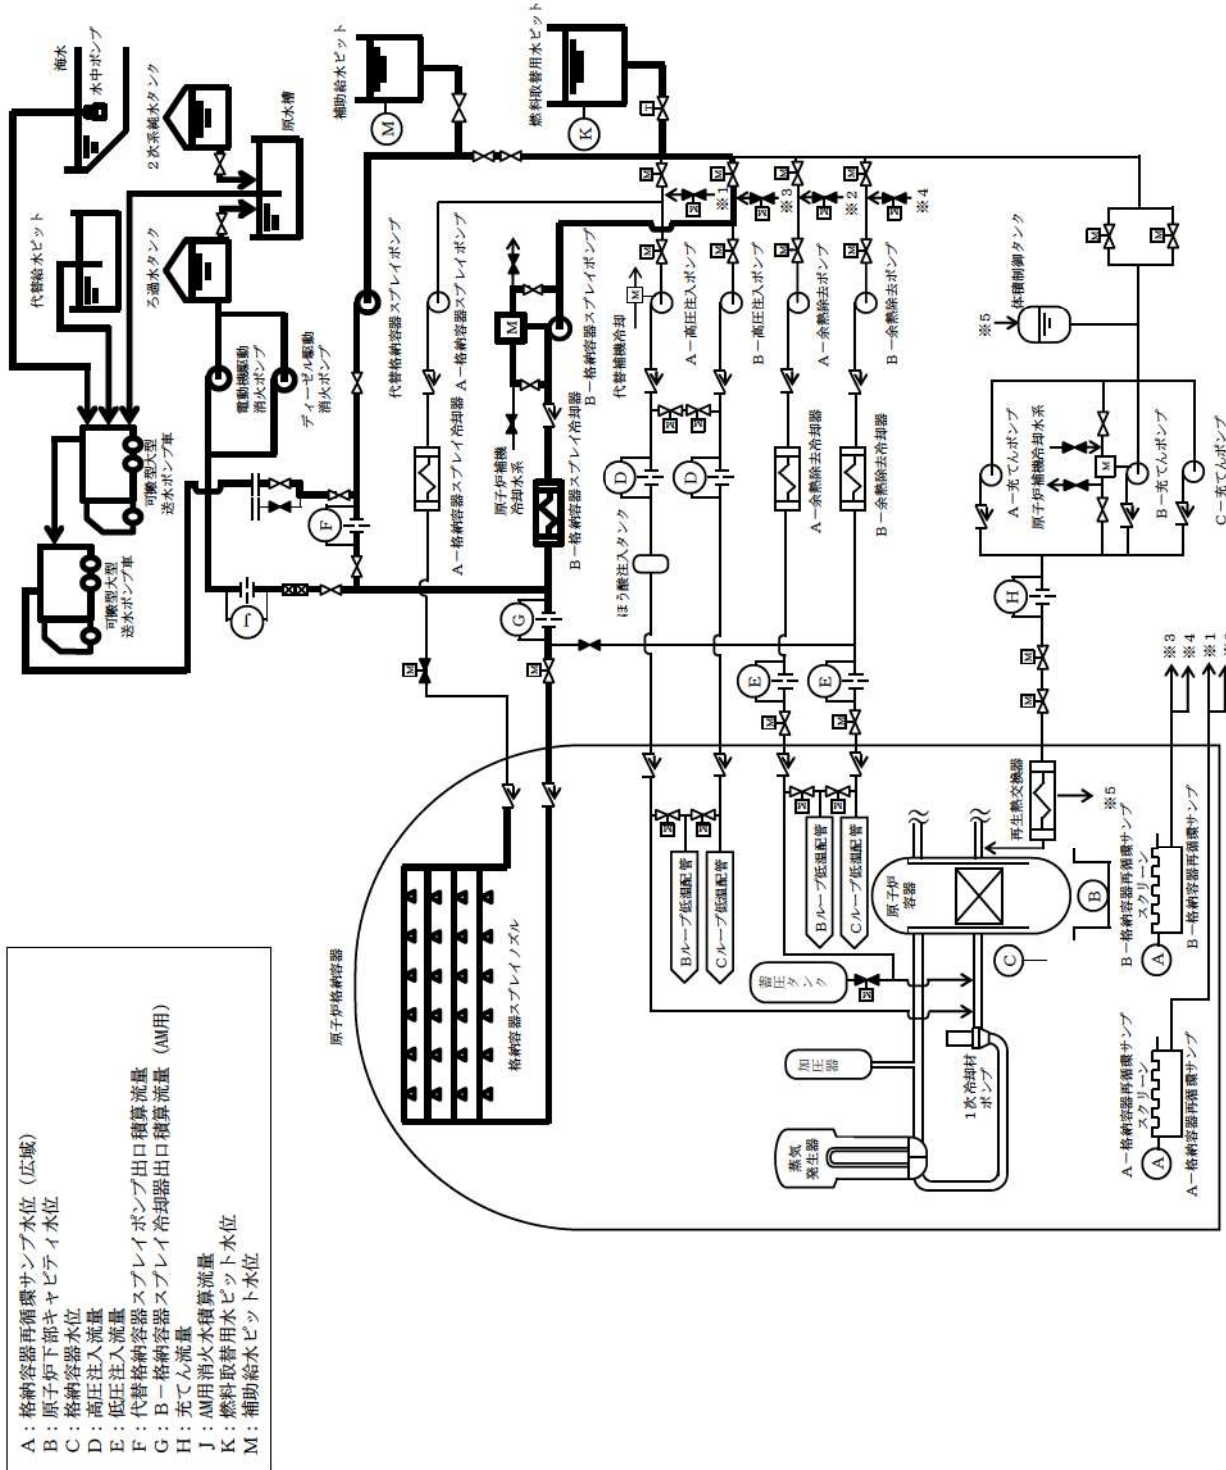 A：格納容器再循環サンプ水位（広域）
B：原子炉下部キャビティ水位
C：格納容器水位
D：高圧注入流量
E：低圧注入流量
F：代替格納容器スプレイポンプ出口積算流量
G：B－格納容器スプレイ冷却器出口積算流量（AM用）
H：充てん流量
J：AM用消火水積算流量
K：燃料取替用水ピット水位
M：補助給水ピット水位
海水
水中ポンプ
代替給水ピット
2次系純水タンク
ろ過水タンク
原水槽
可搬型大型
送水ポンプ車
可搬型大型
送水ポンプ車
電動機駆動
消火ポンプ
ディーゼル駆動
消火ポンプ
J
F
補助給水ピット
M
燃料取替用水ピット
K
代替格納容器スプレイポンプ
A－格納容器スプレイポンプ
A－格納容器スプレイ冷却器
M
原子炉補機
冷却水系
B－格納容器スプレイポンプ
B－格納容器スプレイ冷却器
G
代替補機冷却
A－高圧注入ポンプ
B－高圧注入ポンプ
A－余熱除去ポンプ
B－余熱除去ポンプ
※1
※3
※2
※4
D
D
ほう酸注入タンク
A－余熱除去冷却器
B－余熱除去冷却器
E
E
体積制御タンク
※5
A－充てんポンプ
原子炉補機冷却水系
M
B－充てんポンプ
C－充てんポンプ
H
原子炉格納容器
格納容器スプレイノズル
Bループ低温配管
Cループ低温配管
Bループ低温配管
Cループ低温配管
蓄圧タンク
加圧器
蒸気
発生器
1次冷却材
ポンプ
原子炉
容器
C
B
再生熱交換器
※5
A－格納容器再循環サンプ
スクリーン
A
A－格納容器再循環サンプ
B－格納容器再循環サンプ
スクリーン
A
B－格納容器再循環サンプ
※3
※4
※1